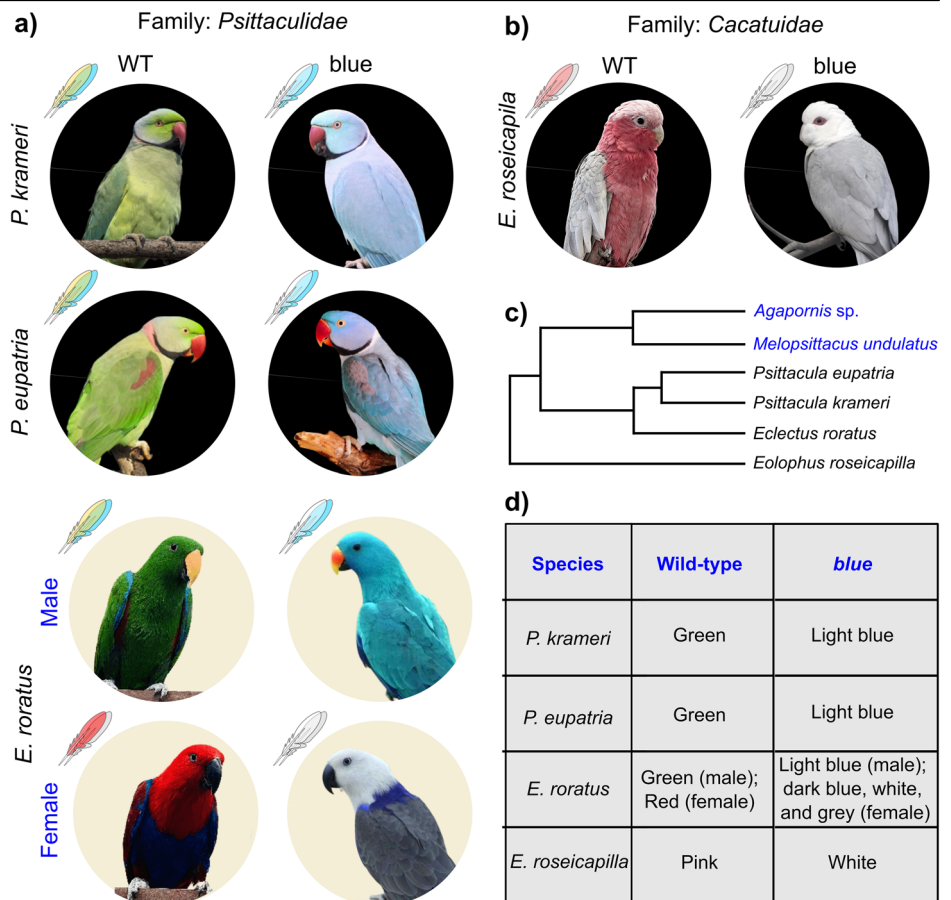 a)
Family: Psittaculidae
WT
blue
P. krameri
P. eupatria
Male
E. roratus
Female
b)
Family: Cacatuidae
WT
blue
E. roseicapila
c)
Agapornis sp.
Melopsittacus undulatus
Psittacula eupatria
Psittacula krameri
Eclectus roratus
Eolophus roseicapilla
d)
Species
Wild-type
blue
P. krameri
Green
Light blue
P. eupatria
Green
Light blue
E. roratus
Green (male);
Red (female)
Light blue (male);
dark blue, white,
and grey (female)
E. roseicapilla
Pink
White